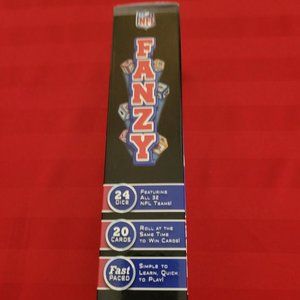 NFL
FANZY
24
DICE
FEATURING
ALL 32
NFL TEAMS!
20
CARDS
ROLL AT THE
SAME TIME
TO WIN CARDS!
Fast
PACED
SIMPLE TO
LEARN, QUICK
TO PLAY!